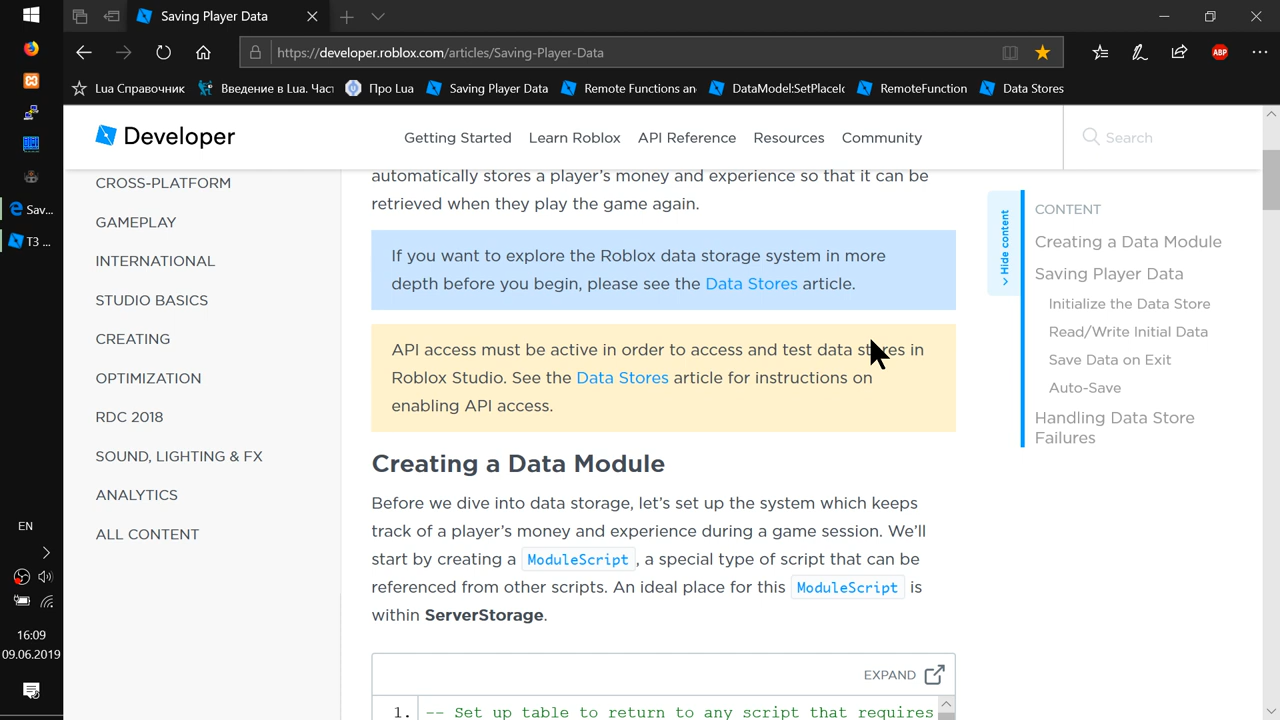 Saving Player Data
https://developer.roblox.com/articles/Saving-Player-Data
ABP
Lua Справочник
Введение в Lua. Час
Про Lua
Saving Player Data
Remote Functions an
DataModel:SetPlaceId
RemoteFunction
Data Stores
Developer
Getting Started
Learn Roblox
API Reference
Resources
Community
Search
Sav...
T3 ...
EN
16:09
09.06.2019
CROSS-PLATFORM
GAMEPLAY
INTERNATIONAL
STUDIO BASICS
CREATING
OPTIMIZATION
RDC 2018
SOUND, LIGHTING & FX
ANALYTICS
ALL CONTENT
automatically stores a player's money and experience so that it can be
retrieved when they play the game again.
If you want to explore the Roblox data storage system in more
depth before you begin, please see the Data Stores article.
API access must be active in order to access and test data stores in
Roblox Studio. See the Data Stores article for instructions on
enabling API access.
Creating a Data Module
Before we dive into data storage, let's set up the system which keeps
track of a player's money and experience during a game session. We'll
start by creating a ModuleScript, a special type of script that can be
referenced from other scripts. An ideal place for this ModuleScript is
within ServerStorage.
EXPAND
1. -- Set up table to return to any script that requires
Hide content
CONTENT
Creating a Data Module
Saving Player Data
Initialize the Data Store
Read/Write Initial Data
Save Data on Exit
Auto-Save
Handling Data Store
Failures